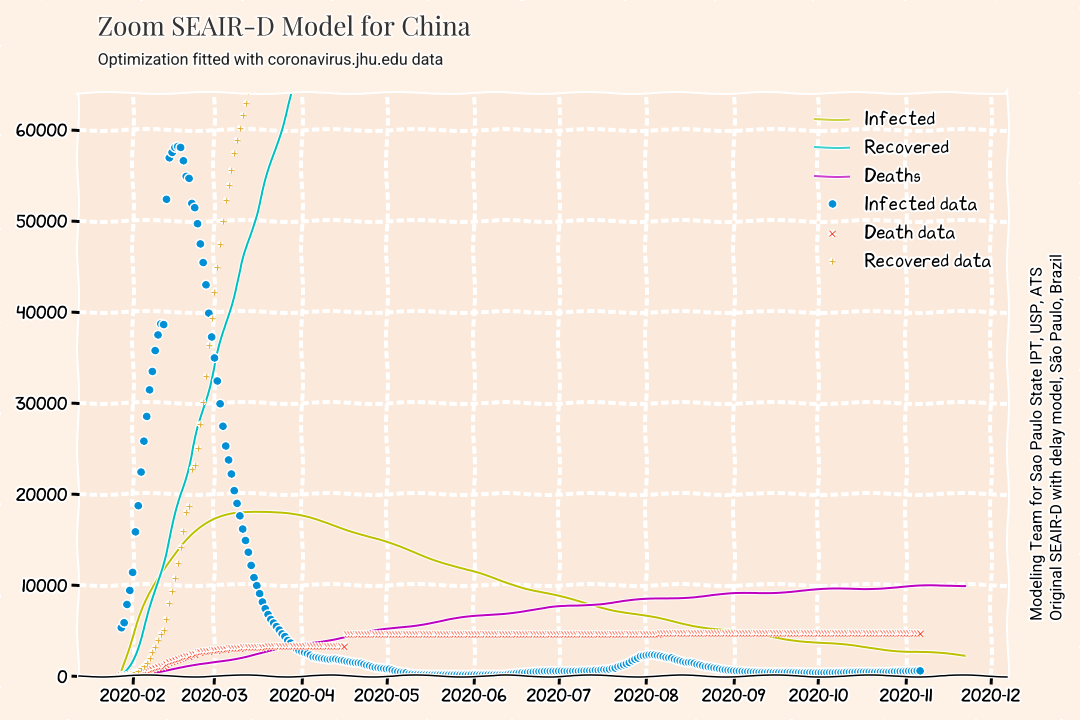 Zoom SEAIR-D Model for China
Optimization fitted with coronavirus.jhu.edu data
60000
50000
40000
30000
20000
10000
0
2020-02 2020-03 2020-04 2020-05 2020-06 2020-07 2020-08 2020-09 2020-10 2020-11 2020-12
Infected
Recovered
Deaths
Infected data
Death data
Recovered data
Modeling Team for Sao Paulo State IPT, USP, ATS
Original SEAIR-D with delay model, São Paulo, Brazil